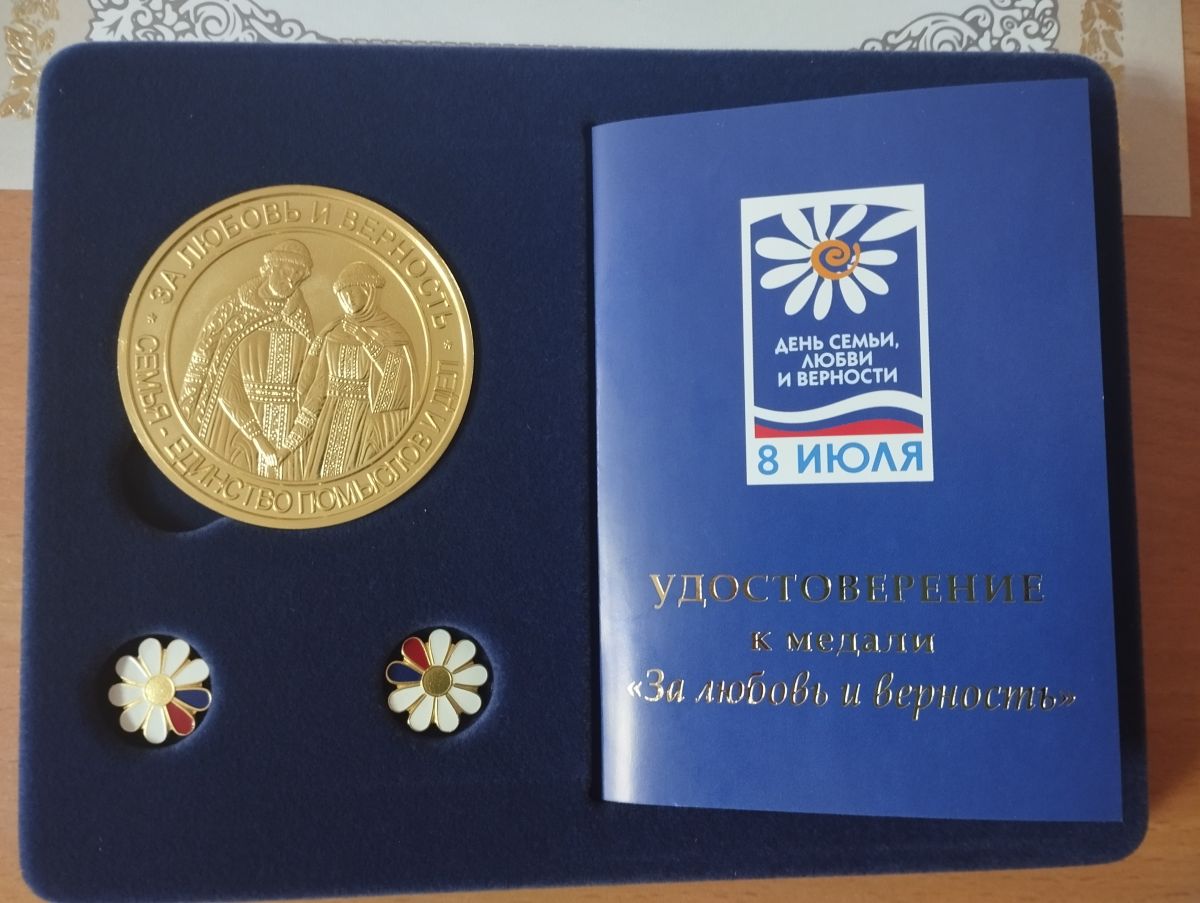 * ЗА ЛЮБОВЬ И ВЕРНОСТЬ *
СЕМЬЯ - ЕДИНСТВО ПОМЫСЛОВ И ДЕЛ
ДЕНЬ СЕМЬИ,
ЛЮБВИ
И ВЕРНОСТИ
8 ИЮЛЯ
УДОСТОВЕРЕНИЕ
к медали
«За любовь и верность»